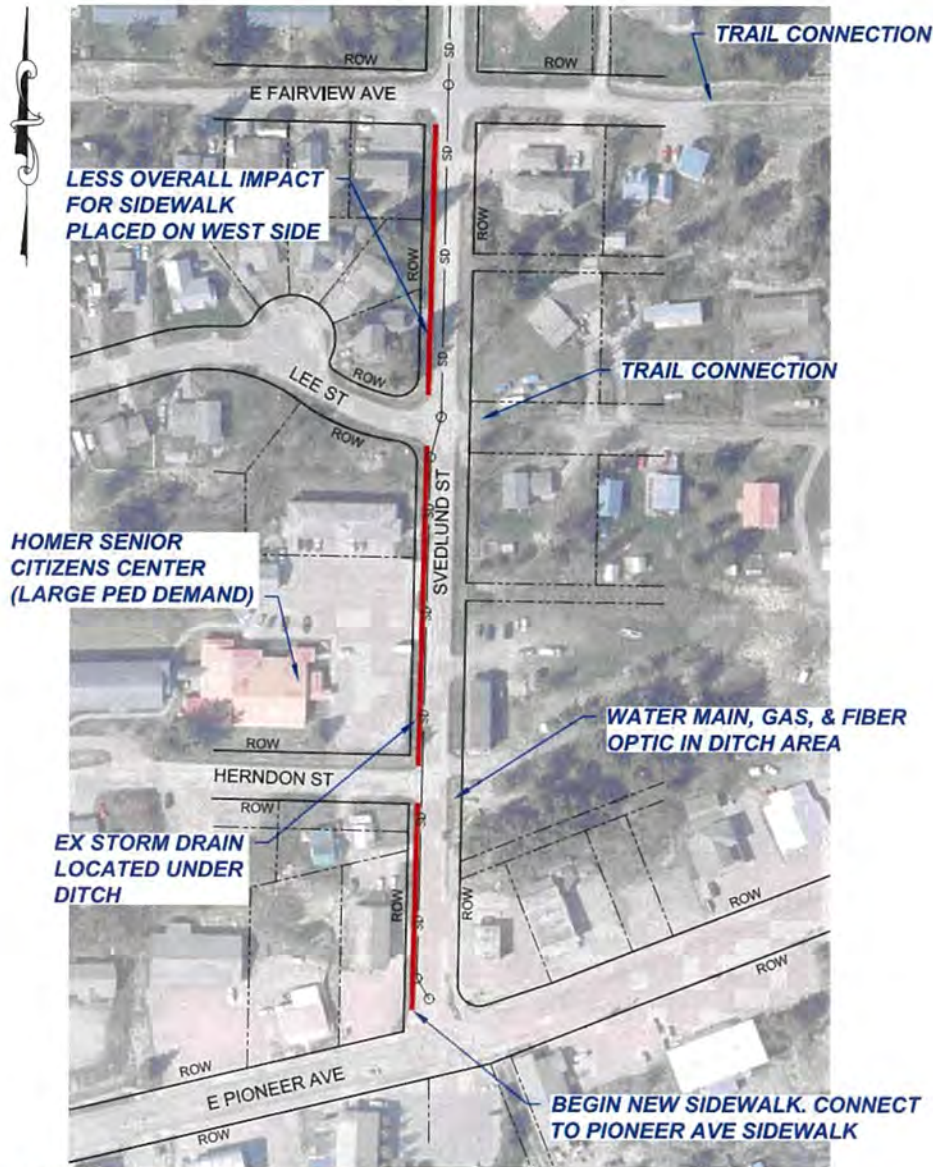 TRAIL CONNECTION
ROW
ROW
SD
E FAIRVIEW AVE
SD
LESS OVERALL IMPACT
FOR SIDEWALK
PLACED ON WEST SIDE
ROW
ROW
SD
SD
TRAIL CONNECTION
LEE ST
ROW
ROW
SD
SVEDLUND ST
HOMER SENIOR
CITIZENS CENTER
(LARGE PED DEMAND)
SD
SD
WATER MAIN, GAS, & FIBER
OPTIC IN DITCH AREA
ROW
HERNDON ST
ROW
SD
EX STORM DRAIN
LOCATED UNDER
DITCH
ROW
ROW
ROW
SD
ROW
ROW
E PIONEER AVE
ROW
BEGIN NEW SIDEWALK. CONNECT
TO PIONEER AVE SIDEWALK